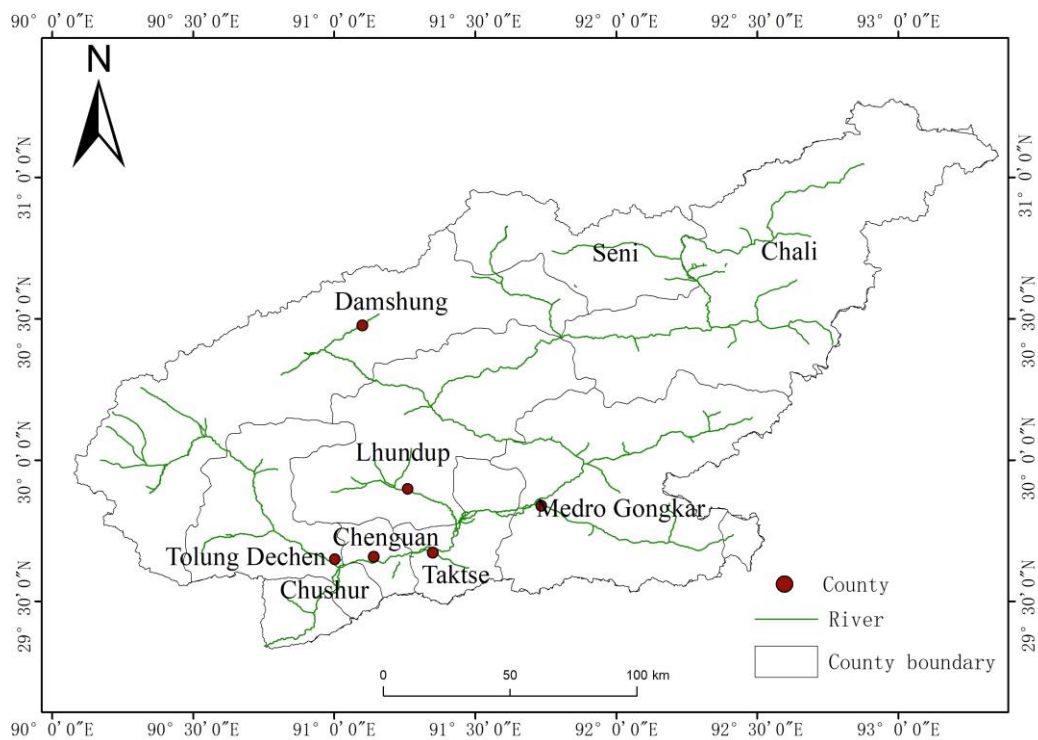 90° 0'0"E 90°30'0"E 91° 0'0"E 91°30'0"E 92° 0'0"E 92°30'0"E 93° 0'0"E
N
31° 0'0"N
31° 0'0"N
Seni
Chali
Damshung
30°30'0"N
30°30'0"N
Lhundup
30° 0'0"N
30° 0'0"N
Medro Gongkar
Chenguan
Tolung Dechen
Taktse
Chushur
29°30'0"N
29°30'0"N
County
River
County boundary
0 50 100 km
90° 0'0"E 90°30'0"E 91° 0'0"E 91°30'0"E 92° 0'0"E 92°30'0"E 93° 0'0"E